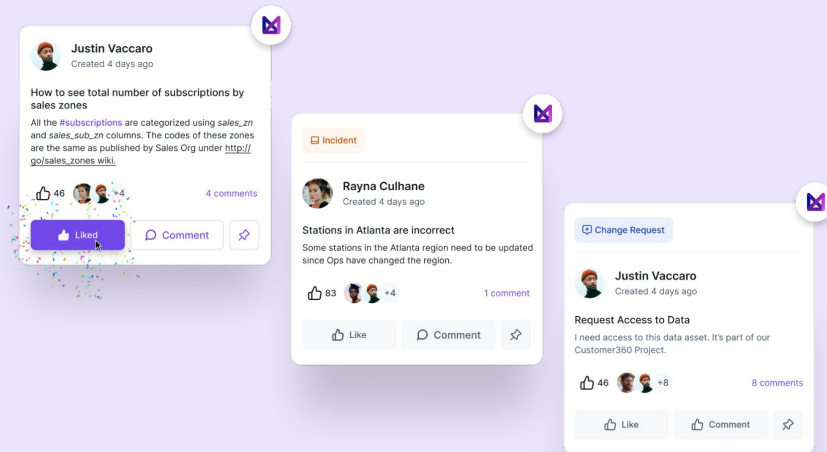 Justin Vaccaro
Created 4 days ago
How to see total number of subscriptions by
sales zones
All the #subscriptions are categorized using sales_zn
and sales_sub_zn columns. The codes of these zones
are the same as published by Sales Org under http://
go/sales_zones wiki.
46
+4
4 comments
Liked
Comment
Incident
Rayna Culhane
Created 4 days ago
Stations in Atlanta are incorrect
Some stations in the Atlanta region need to be updated
since Ops have changed the region.
83
+4
1 comment
Like
Comment
Change Request
Justin Vaccaro
Created 4 days ago
Request Access to Data
I need access to this data asset. It's part of our
Customer360 Project.
46
+8
8 comments
Like
Comment